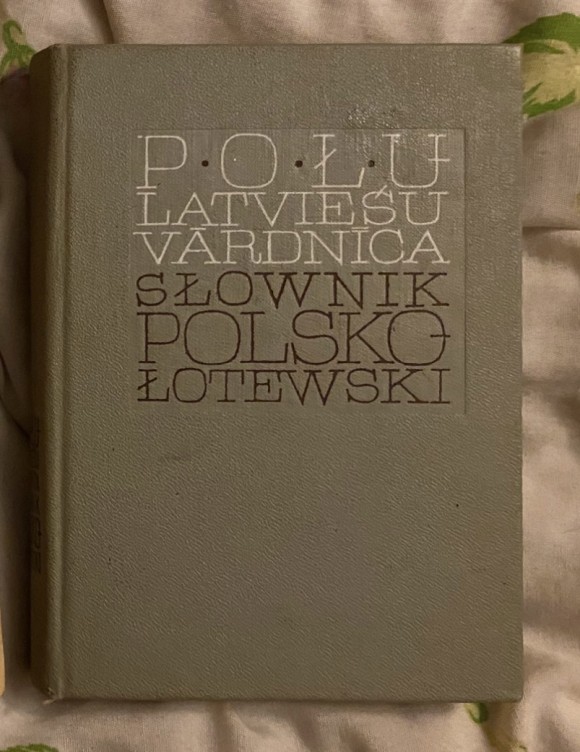 P·O·Ļ·U
LATVIEŠU
VĀRDNĪCA
SŁOWNIK
POLSKO-
ŁOTEWSKI